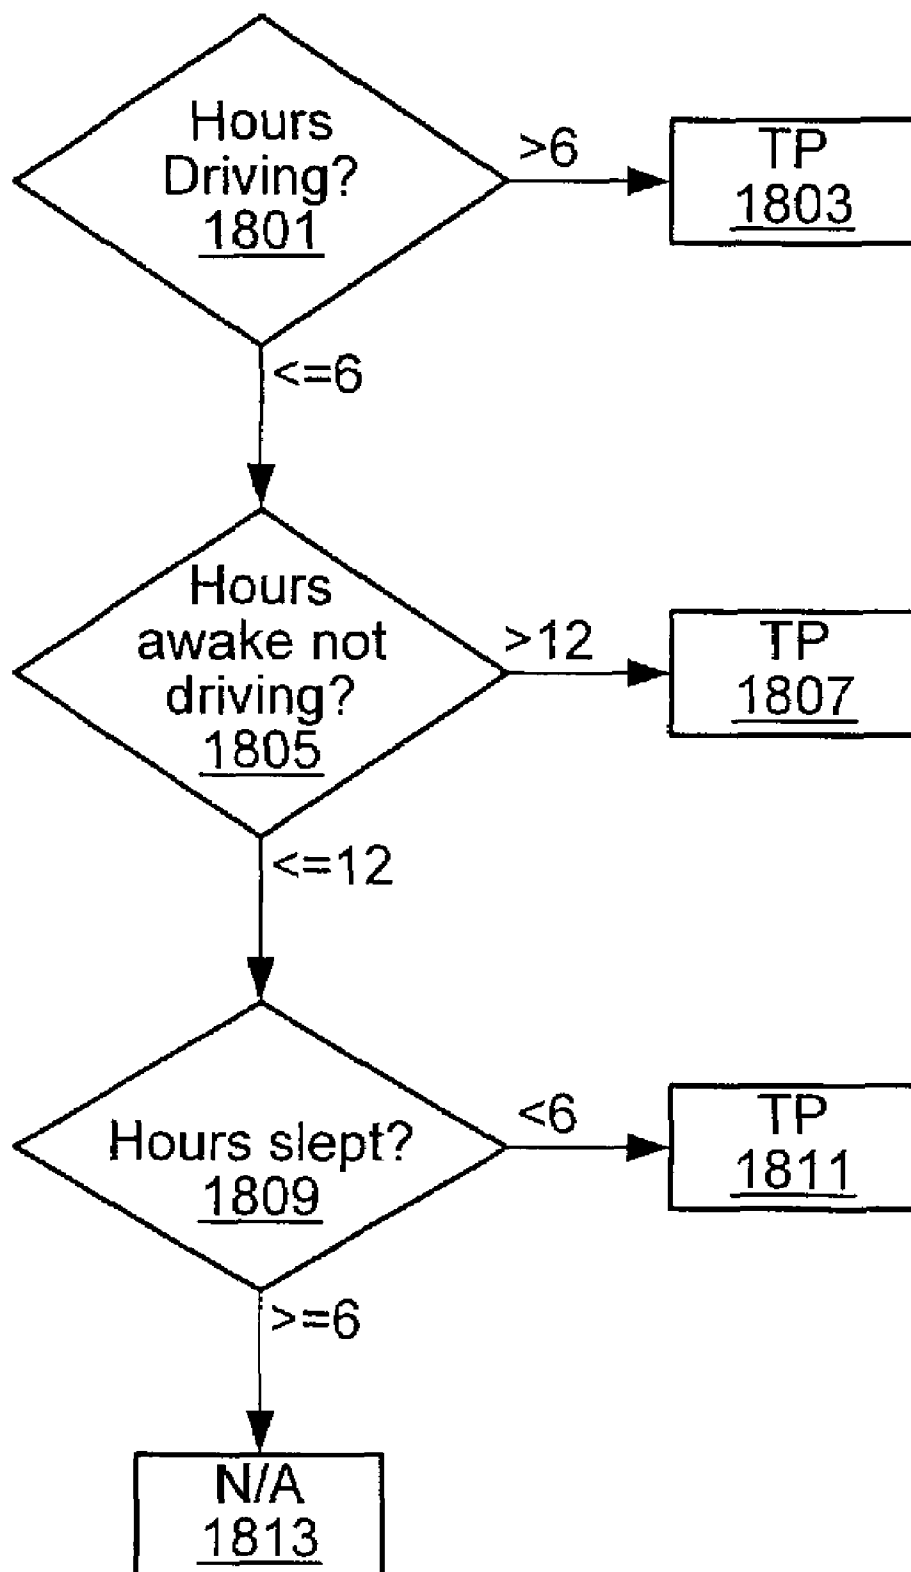 Hours
Driving?
1801
>6
TP
1803
<=6
Hours
awake not
driving?
1805
>12
TP
1807
<=12
Hours slept?
1809
<6
TP
1811
>=6
N/A
1813